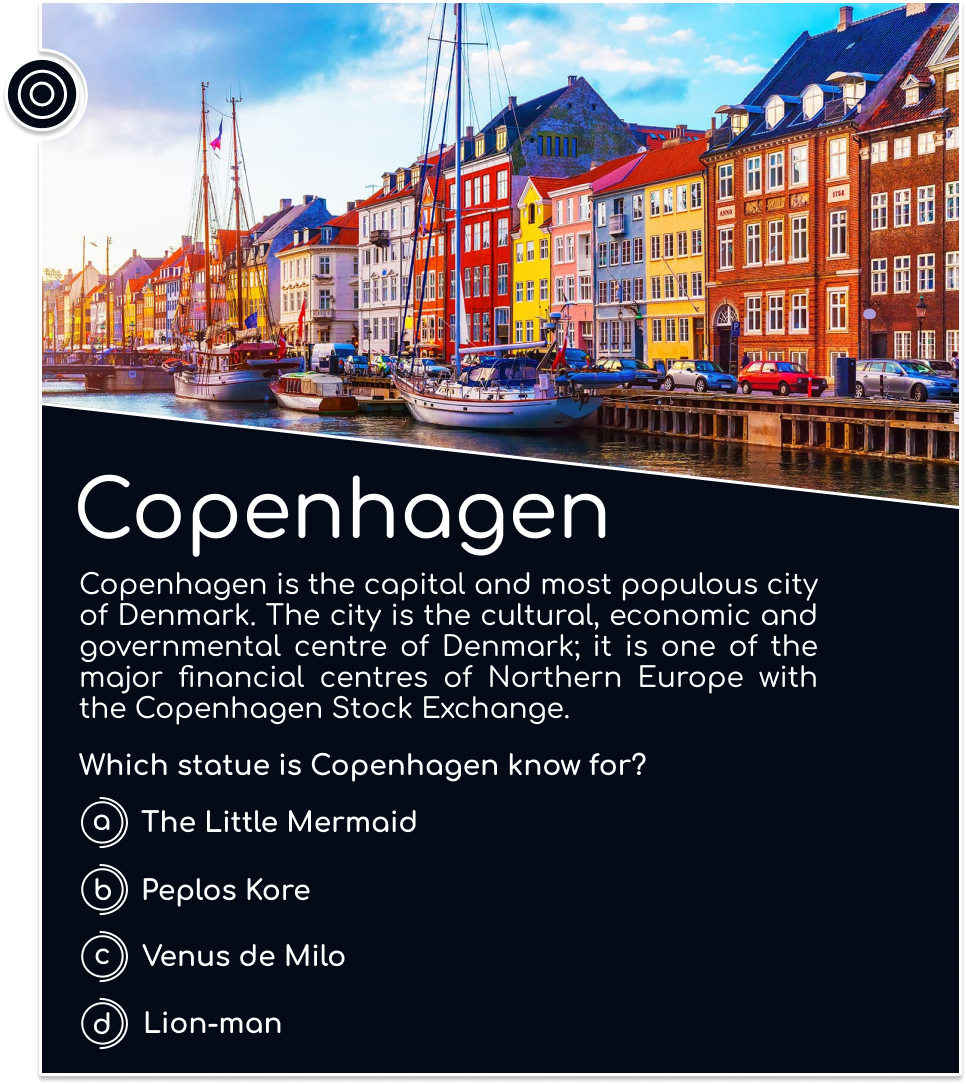 ANNO
1756
Copenhagen
Copenhagen is the capital and most populous city
of Denmark. The city is the cultural, economic and
governmental centre of Denmark; it is one of the
major financial centres of Northern Europe with
the Copenhagen Stock Exchange.
Which statue is Copenhagen know for?
a The Little Mermaid
b Peplos Kore
c Venus de Milo
d Lion-man